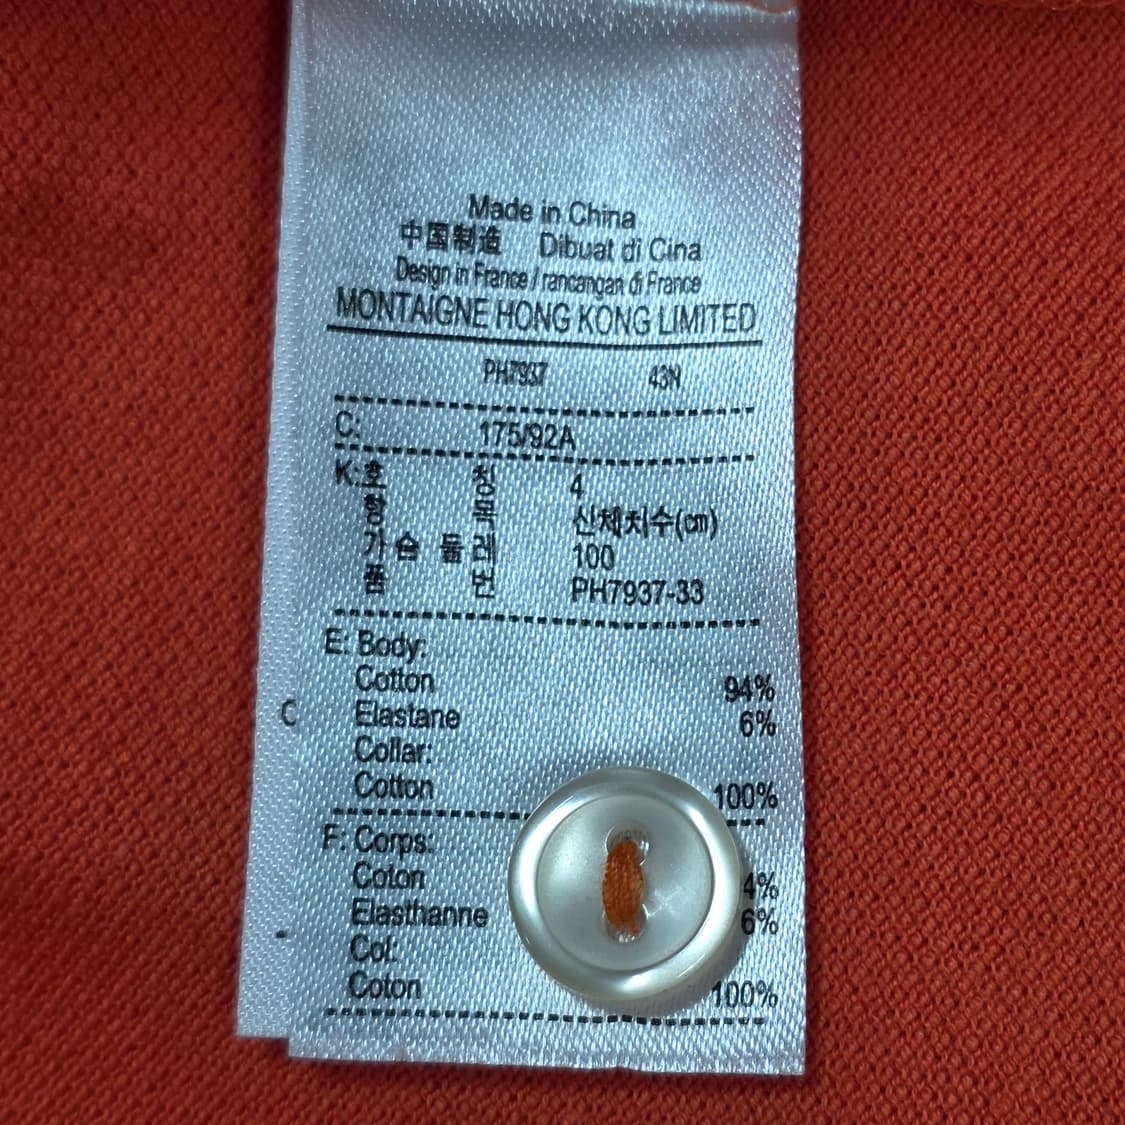 Made in China
中国制造 Dibuat di Cina
Design in France / rancangan di France
MONTAIGNE HONG KONG LIMITED
PH7937 43N
C: 175/92A
K: 호 칭 4
형 신체치수(cm)
가 슴 둘 레 100
품 번 PH7937-33
E: Body:
Cotton 94%
Elastane 6%
Collar:
Cotton 100%
F: Corps:
Coton 4%
Elasthanne 6%
Col:
Coton 100%
C
-